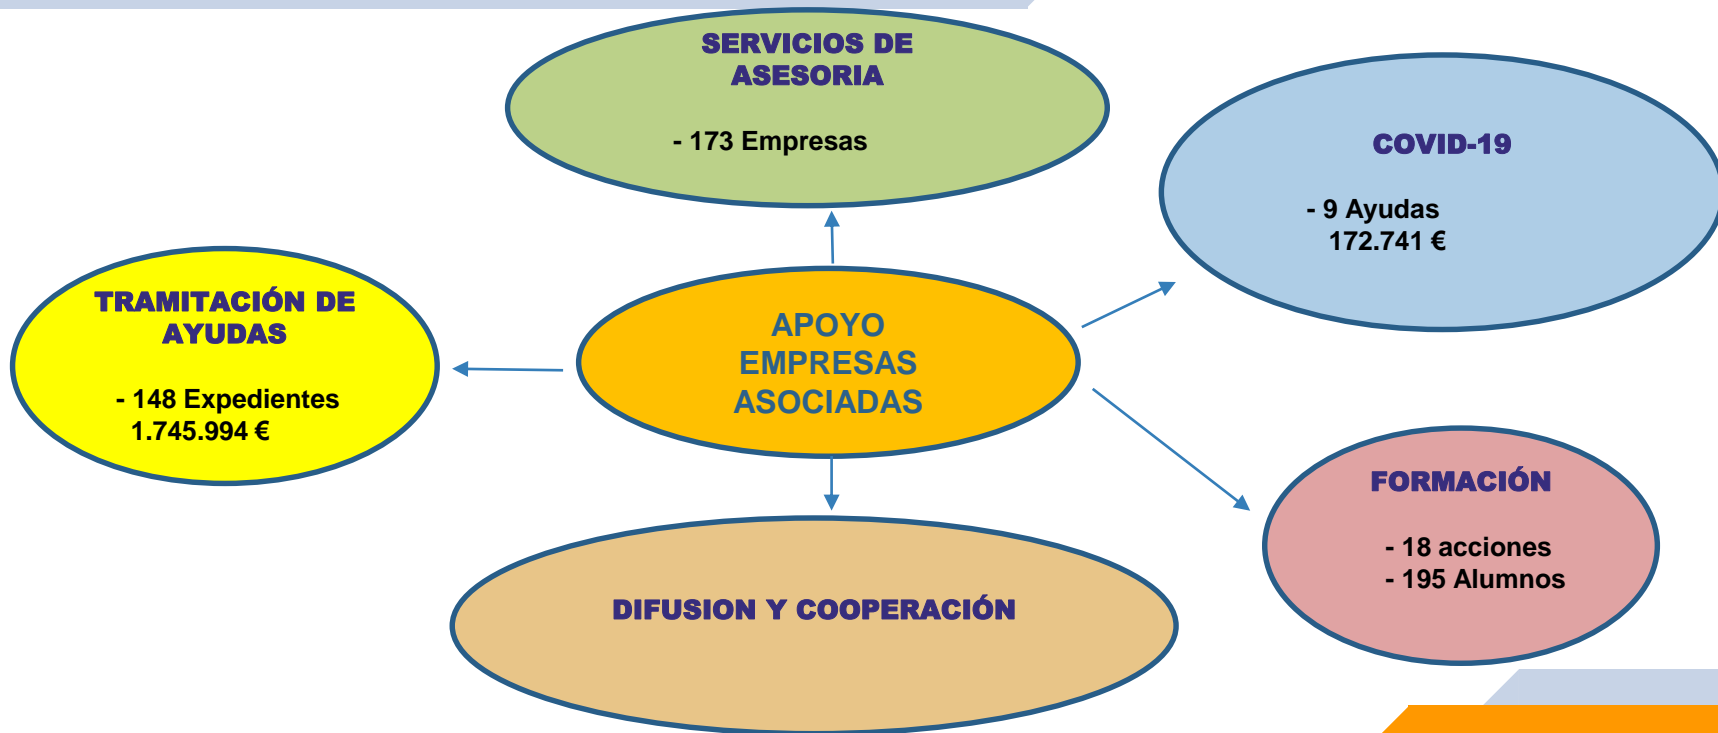 SERVICIOS DE
ASESORIA
- 173 Empresas
COVID-19
- 9 Ayudas
172.741 €
TRAMITACIÓN DE
AYUDAS
- 148 Expedientes
1.745.994 €
APOYO
EMPRESAS
ASOCIADAS
FORMACIÓN
- 18 acciones
- 195 Alumnos
DIFUSION Y COOPERACIÓN